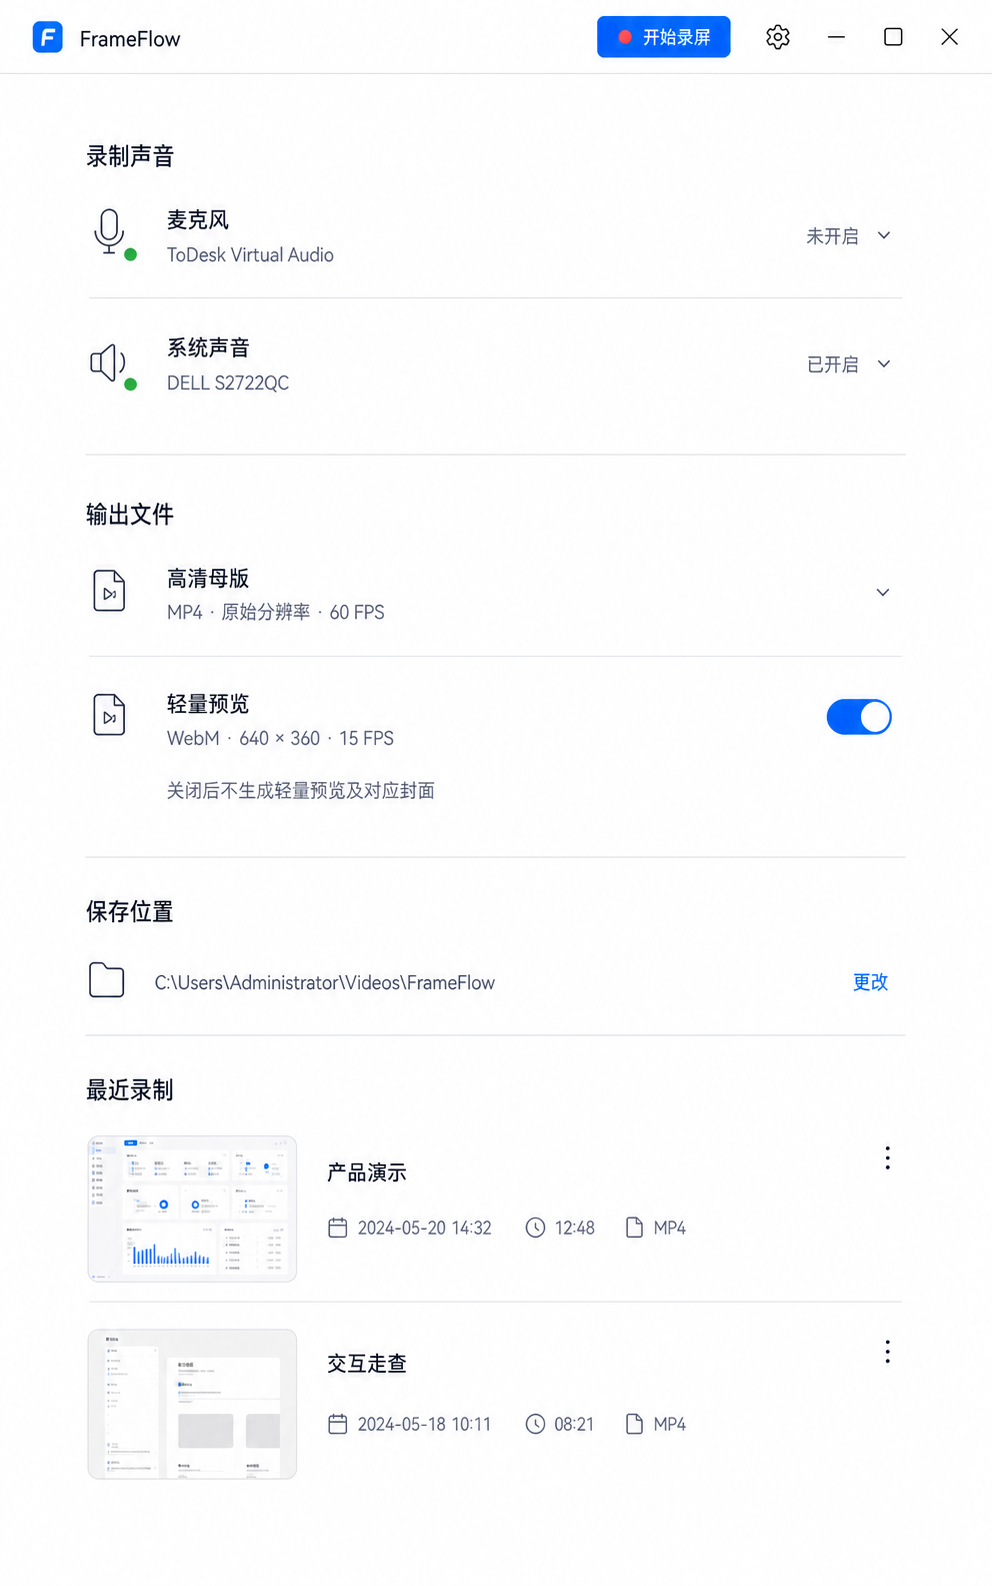 FrameFlow
开始录屏
录制声音
麦克风
未开启
ToDesk Virtual Audio
系统声音
已开启
DELL S2722QC
输出文件
高清母版
MP4 · 原始分辨率 · 60 FPS
轻量预览
WebM · 640 × 360 · 15 FPS
关闭后不生成轻量预览及对应封面
保存位置
C:\Users\Administrator\Videos\FrameFlow
更改
最近录制
产品演示
2024-05-20 14:32 12:48 MP4
交互走查
2024-05-18 10:11 08:21 MP4